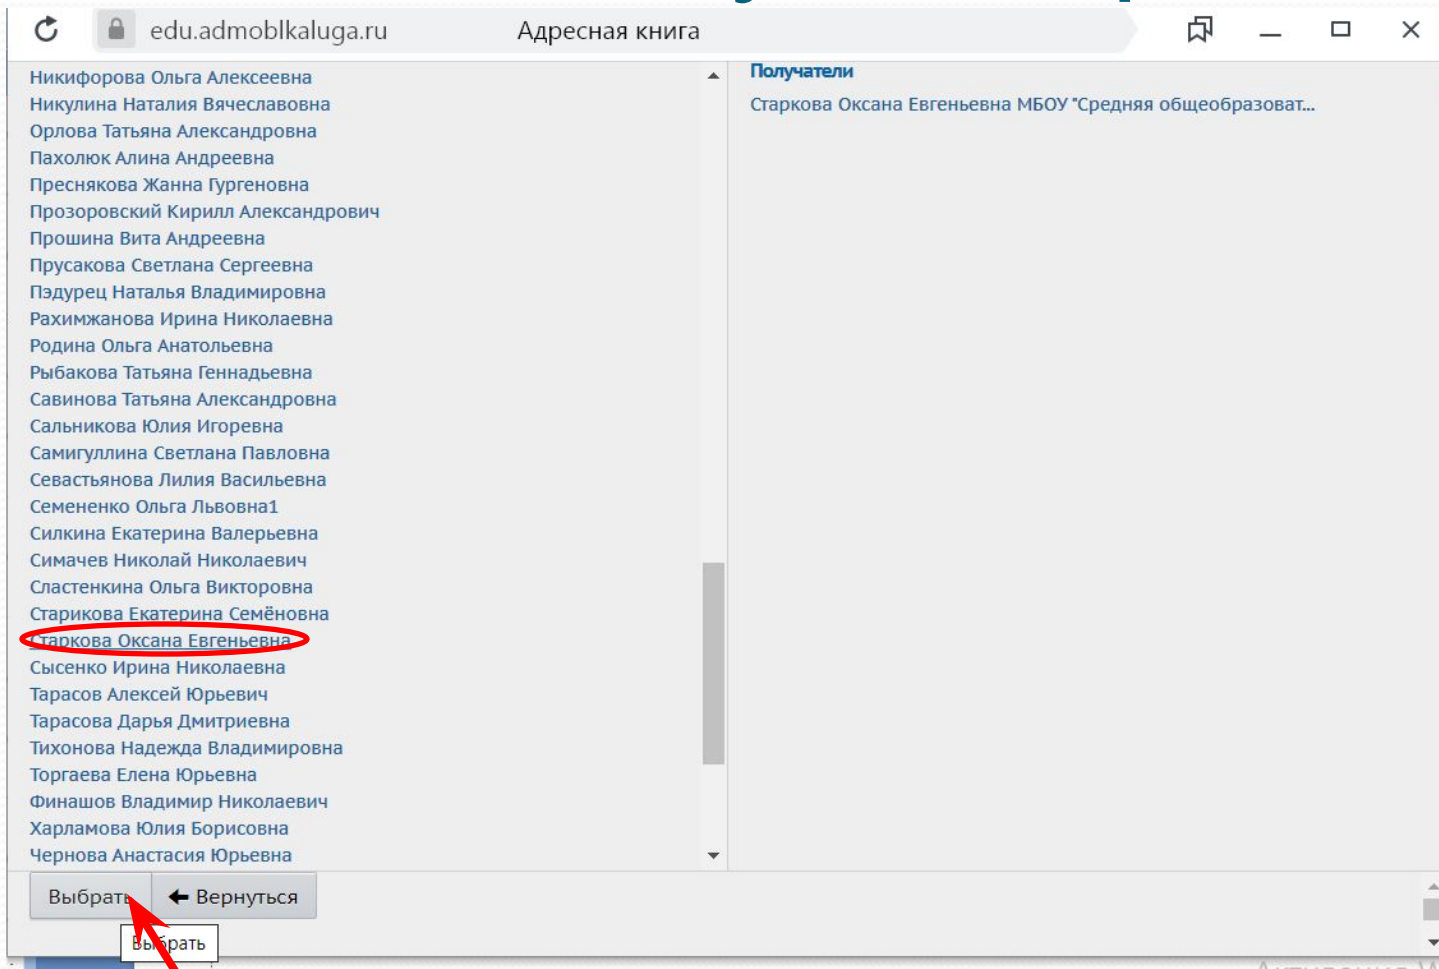 edu.admoblkaluga.ru Адресная книга
Никифорова Ольга Алексеевна
Никулина Наталия Вячеславовна
Орлова Татьяна Александровна
Пахолюк Алина Андреевна
Преснякова Жанна Гургеновна
Прозоровский Кирилл Александрович
Прошина Вита Андреевна
Прусакова Светлана Сергеевна
Пэдурец Наталья Владимировна
Рахимжанова Ирина Николаевна
Родина Ольга Анатольевна
Рыбакова Татьяна Геннадьевна
Савинова Татьяна Александровна
Сальникова Юлия Игоревна
Самигуллина Светлана Павловна
Севастьянова Лилия Васильевна
Семененко Ольга Львовна1
Силкина Екатерина Валерьевна
Симачев Николай Николаевич
Сластенкина Ольга Викторовна
Старикова Екатерина Семёновна
Старкова Оксана Евгеньевна
Сысенко Ирина Николаевна
Тарасов Алексей Юрьевич
Тарасова Дарья Дмитриевна
Тихонова Надежда Владимировна
Торгаева Елена Юрьевна
Финашов Владимир Николаевич
Харламова Юлия Борисовна
Чернова Анастасия Юрьевна
Получатели
Старкова Оксана Евгеньевна МБОУ "Средняя общеобразоват...
Выбрать Вернуться
Выбрать